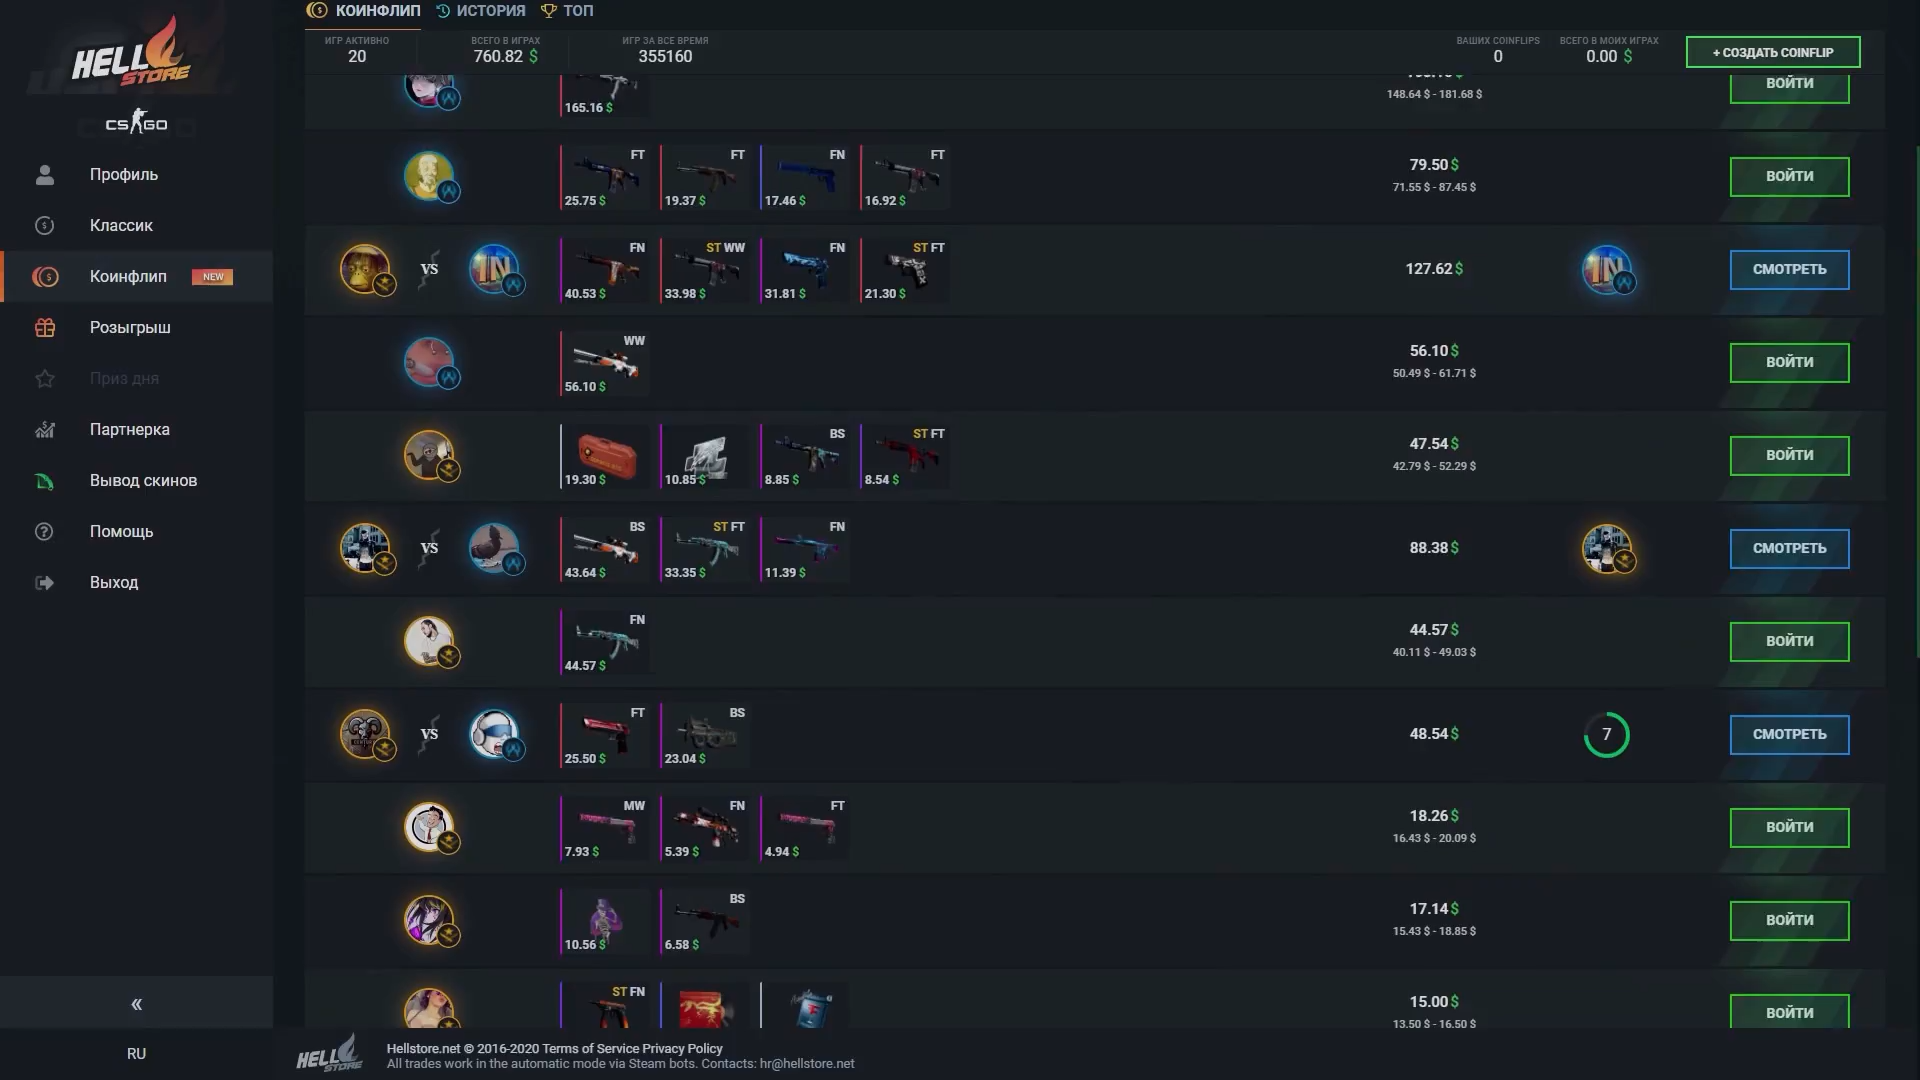 HELL STORE
CS GO
Профиль
Классик
Коинфлип NEW
Розыгрыш
Приз дня
Партнерка
Вывод скинов
Помощь
Выход
«
RU
КОИНФЛИП ИСТОРИЯ ТОП
ИГР АКТИВНО
20
ВСЕГО В ИГРАХ
760.82 $
ИГР ЗА ВСЕ ВРЕМЯ
355160
ВАШИХ COINFLIPS
0
ВСЕГО В МОИХ ИГРАХ
0.00 $
+ СОЗДАТЬ COINFLIP
165.16 $
148.64 $ - 181.68 $
ВОЙТИ
FT FT FN FT
25.75 $ 19.37 $ 17.46 $ 16.92 $
79.50 $
71.55 $ - 87.45 $
ВОЙТИ
VS
FN ST WW FN ST FT
40.53 $ 33.98 $ 31.81 $ 21.30 $
127.62 $
СМОТРЕТЬ
WW
56.10 $
56.10 $
50.49 $ - 61.71 $
ВОЙТИ
BS ST FT
19.30 $ 10.85 $ 8.85 $ 8.54 $
47.54 $
42.79 $ - 52.29 $
ВОЙТИ
VS
BS ST FT FN
43.64 $ 33.35 $ 11.39 $
88.38 $
СМОТРЕТЬ
FN
44.57 $
44.57 $
40.11 $ - 49.03 $
ВОЙТИ
VS
FT BS
25.50 $ 23.04 $
48.54 $
7
СМОТРЕТЬ
MW FN FT
7.93 $ 5.39 $ 4.94 $
18.26 $
16.43 $ - 20.09 $
ВОЙТИ
BS
10.56 $ 6.58 $
17.14 $
15.43 $ - 18.85 $
ВОЙТИ
ST FN
15.00 $
13.50 $ - 16.50 $
ВОЙТИ
HELL STORE
Hellstore.net © 2016-2020 Terms of Service Privacy Policy
All trades work in the automatic mode via Steam bots. Contacts: hr@hellstore.net